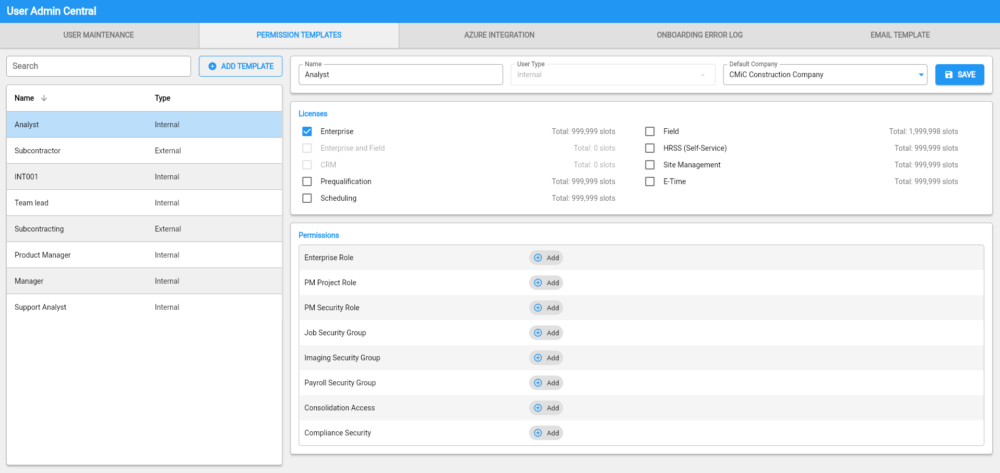 User Admin Central
USER MAINTENANCE
PERMISSION TEMPLATES
AZURE INTEGRATION
ONBOARDING ERROR LOG
EMAIL TEMPLATE
Search
ADD TEMPLATE
Name Type
Analyst Internal
Subcontractor External
INT001 Internal
Team lead Internal
Subcontracting External
Product Manager Internal
Manager Internal
Support Analyst Internal
Name
Analyst
User Type
Internal
Default Company
CMiC Construction Company
SAVE
Licenses
Enterprise Total: 999,999 slots
Enterprise and Field Total: 0 slots
CRM Total: 0 slots
Prequalification Total: 999,999 slots
Scheduling Total: 999,999 slots
Field Total: 1,999,998 slots
HRSS (Self-Service) Total: 999,999 slots
Site Management Total: 999,999 slots
E-Time Total: 999,999 slots
Permissions
Enterprise Role Add
PM Project Role Add
PM Security Role Add
Job Security Group Add
Imaging Security Group Add
Payroll Security Group Add
Consolidation Access Add
Compliance Security Add